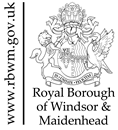 www.rbwm.gov.uk
Royal Borough
of Windsor &
Maidenhead